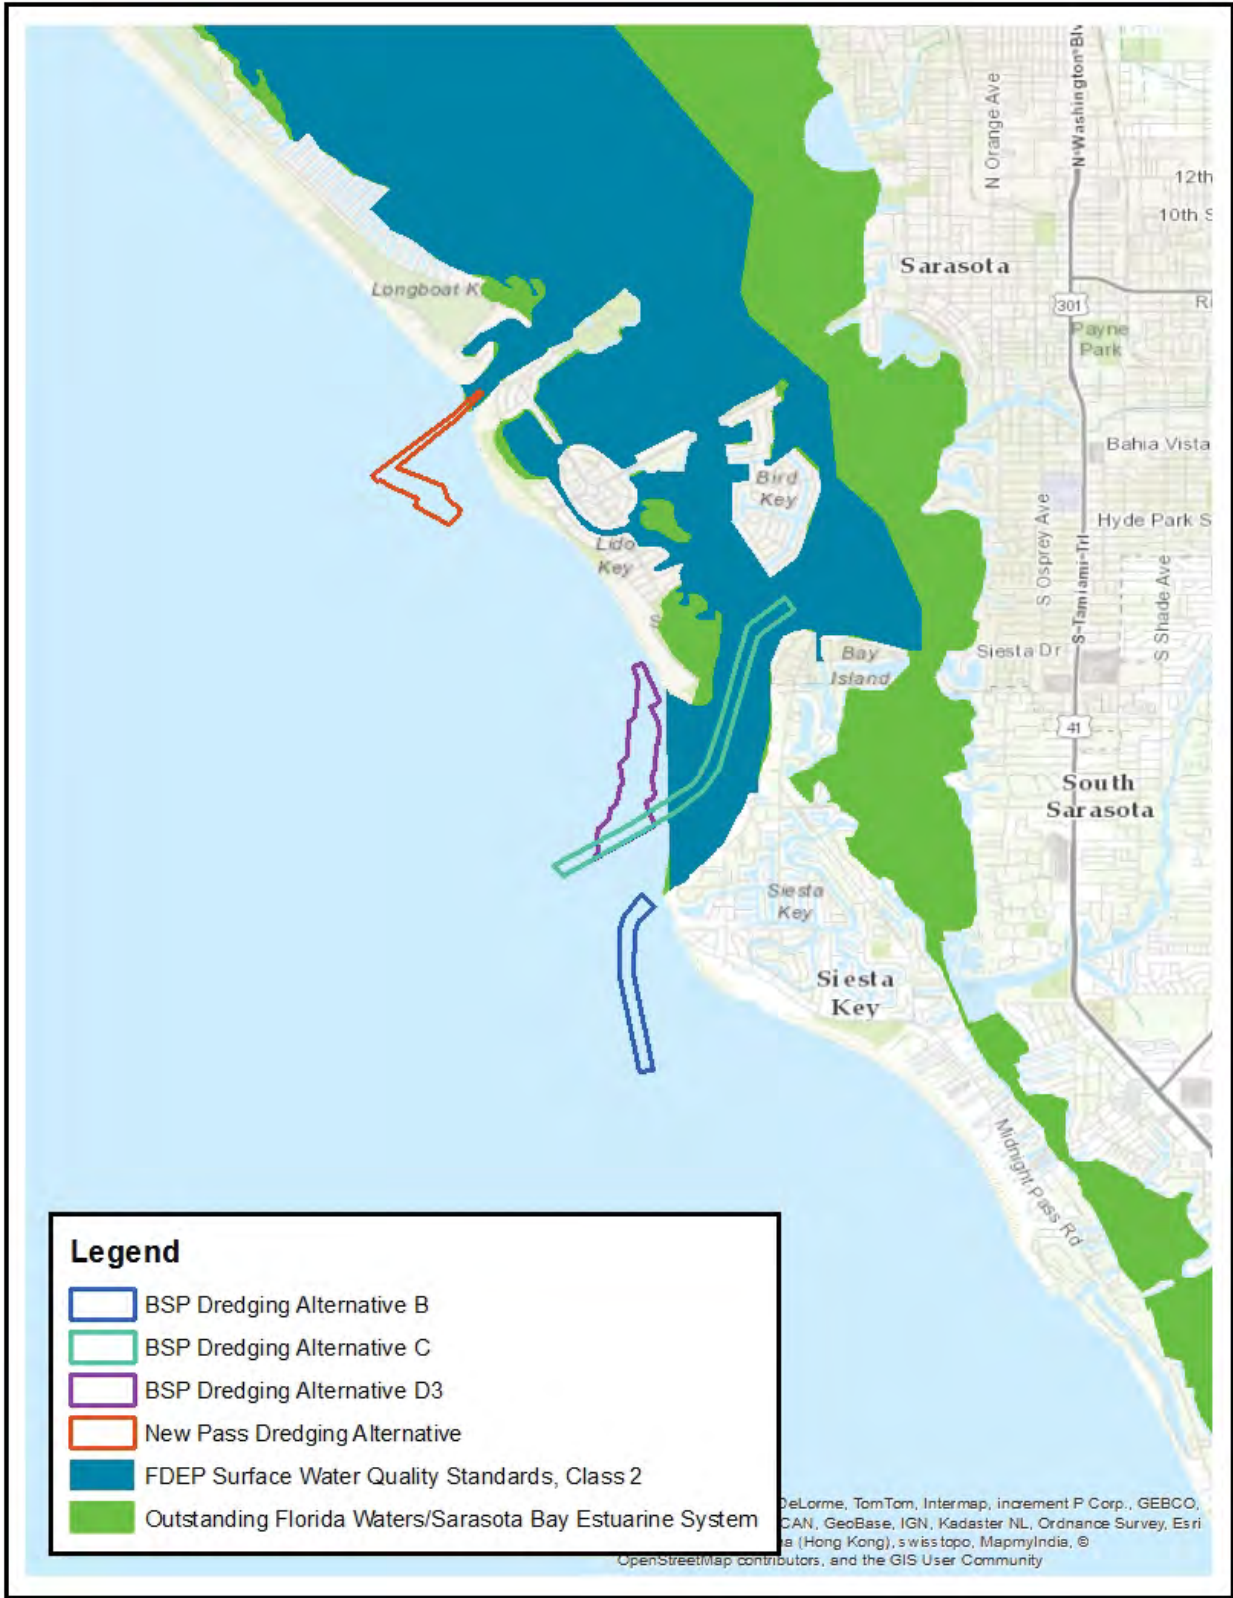 N Washington Blv
N Orange Ave
12th
10th S
Sarasota
Longboat K
301
Ri
Payne
Park
Bahia Vista
Bird
Key
S Osprey Ave
Hyde Park S
S Tamiami Trl
S Shade Ave
Lido
Key
S
Siesta Dr
Bay
Island
41
South
Sarasota
Siesta
Key
Siesta
Key
Midnight Pass Rd
Legend
BSP Dredging Alternative B
BSP Dredging Alternative C
BSP Dredging Alternative D3
New Pass Dredging Alternative
FDEP Surface Water Quality Standards, Class 2
Outstanding Florida Waters/Sarasota Bay Estuarine System
DeLorme, TomTom, Intermap, increment P Corp., GEBCO,
CAN, GeoBase, IGN, Kadaster NL, Ordnance Survey, Esri
a (Hong Kong), swisstopo, MapmyIndia, ©
OpenStreetMap contributors, and the GIS User Community